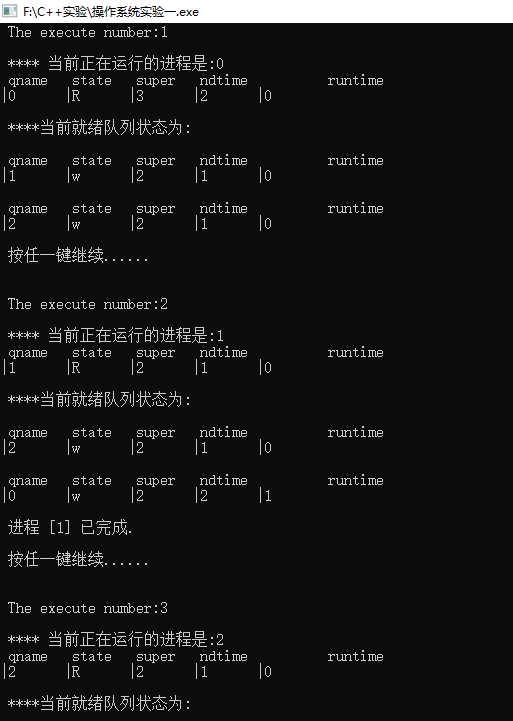 F:\C++实验\操作系统实验一.exe
The execute number:1
**** 当前正在运行的进程是:0
qname state super ndtime runtime
|0 |R |3 |2 |0
****当前就绪队列状态为:
qname state super ndtime runtime
|1 |w |2 |1 |0
qname state super ndtime runtime
|2 |w |2 |1 |0
按任一键继续......
The execute number:2
**** 当前正在运行的进程是:1
qname state super ndtime runtime
|1 |R |2 |1 |0
****当前就绪队列状态为:
qname state super ndtime runtime
|2 |w |2 |1 |0
qname state super ndtime runtime
|0 |w |2 |2 |1
进程 [1] 已完成.
按任一键继续......
The execute number:3
**** 当前正在运行的进程是:2
qname state super ndtime runtime
|2 |R |2 |1 |0
****当前就绪队列状态为: